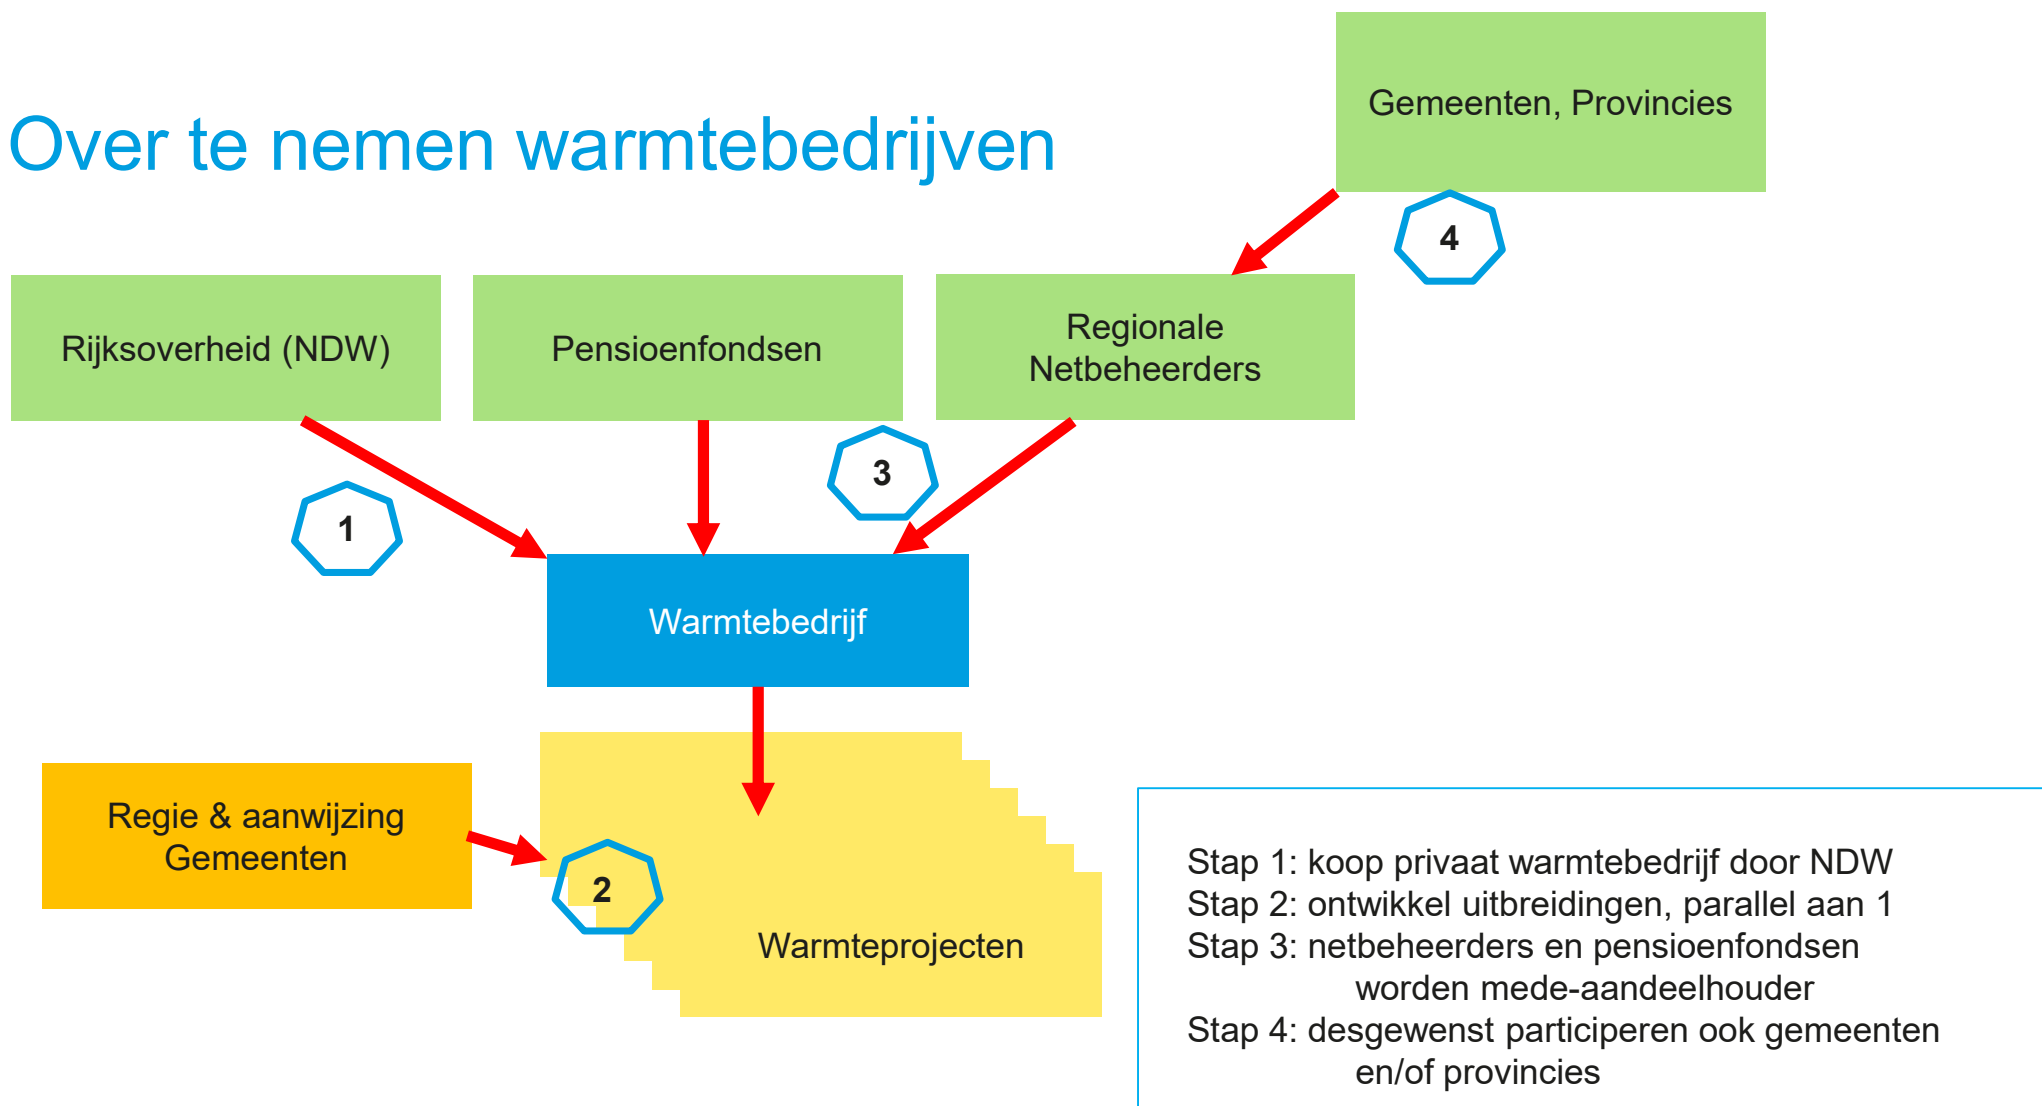 Gemeenten, Provincies
Over te nemen warmtebedrijven
4
Rijksoverheid (NDW)
Pensioenfondsen
Regionale
Netbeheerders
3
1
Warmtebedrijf
Regie & aanwijzing
Gemeenten
2
Warmteprojecten
Stap 1: koop privaat warmtebedrijf door NDW
Stap 2: ontwikkel uitbreidingen, parallel aan 1
Stap 3: netbeheerders en pensioenfondsen
worden mede-aandeelhouder
Stap 4: desgewenst participeren ook gemeenten
en/of provincies